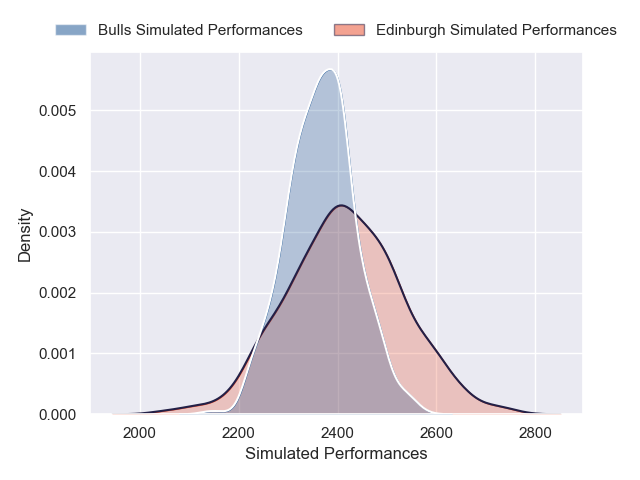 Bulls Simulated Performances
Edinburgh Simulated Performances
Density
0.005
0.004
0.003
0.002
0.001
0.000
2000
2200
2400
2600
2800
Simulated Performances